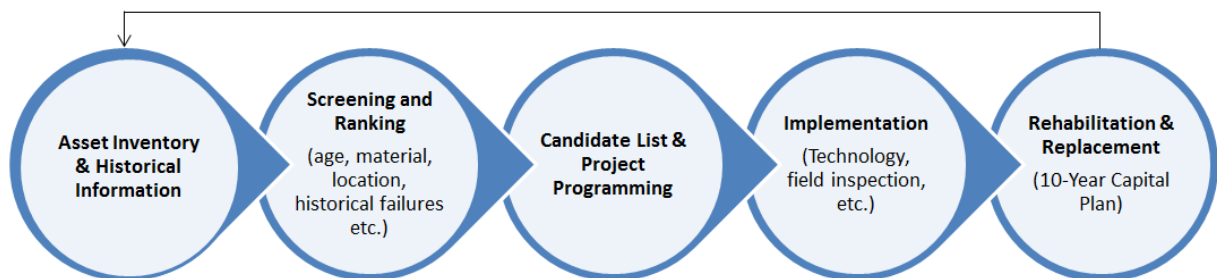 Asset Inventory
& Historical
Information
Screening and
Ranking
(age, material,
location,
historical failures
etc.)
Candidate List &
Project
Programming
Implementation
(Technology,
field inspection,
etc.)
Rehabilitation &
Replacement
(10-Year Capital
Plan)